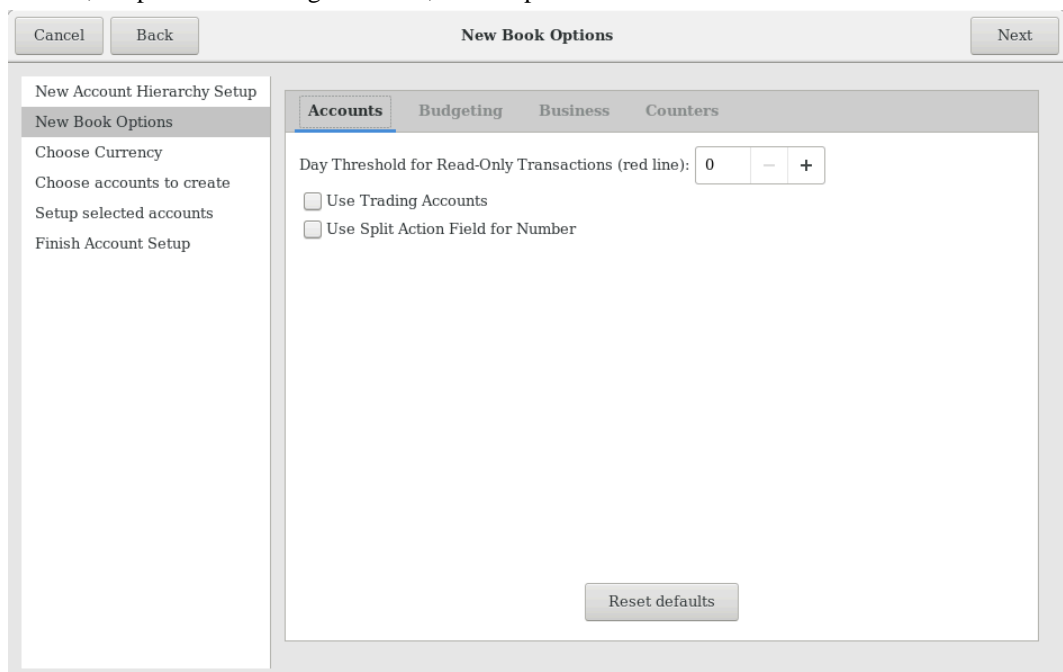 Cancel Back New Book Options Next
New Account Hierarchy Setup
New Book Options
Choose Currency
Choose accounts to create
Setup selected accounts
Finish Account Setup
Accounts Budgeting Business Counters
Day Threshold for Read-Only Transactions (red line): 0 − +
Use Trading Accounts
Use Split Action Field for Number
Reset defaults